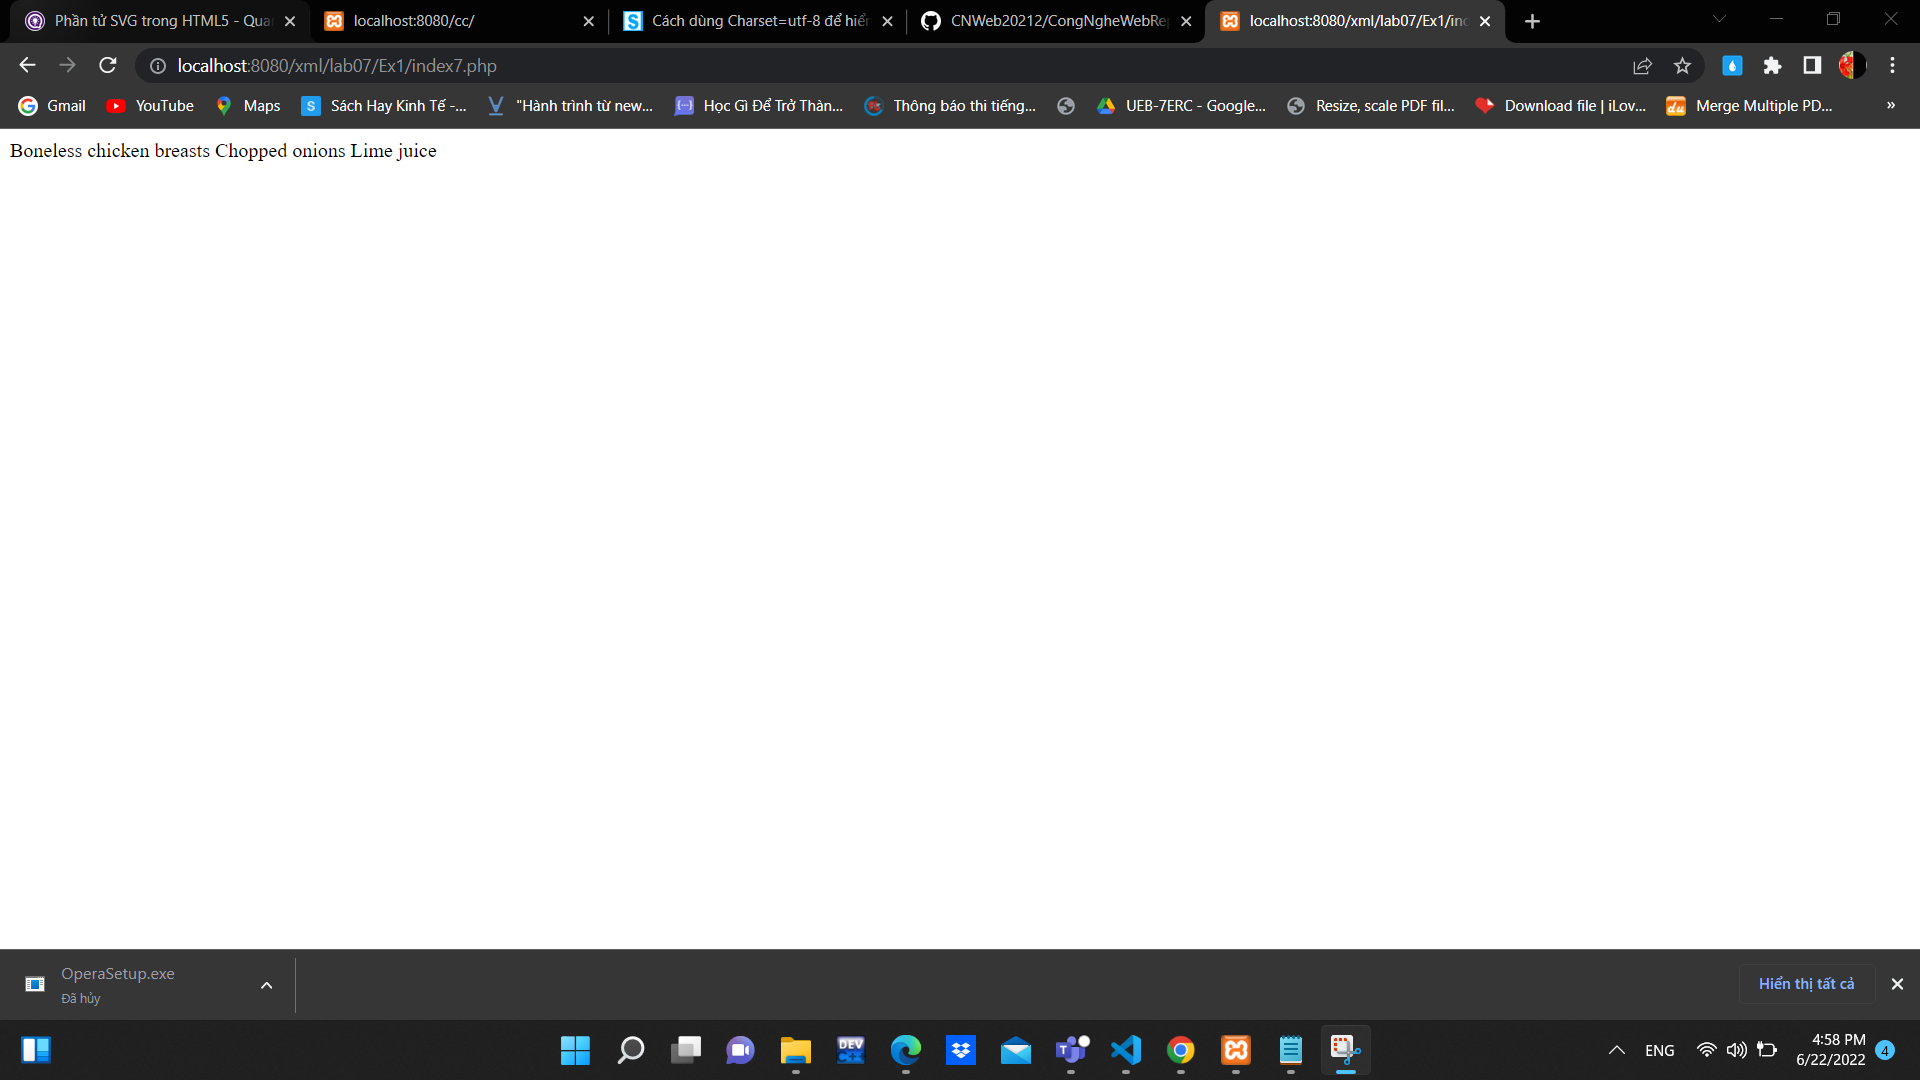 Phần tử SVG trong HTML5 - Quan
localhost:8080/cc/
Cách dùng Charset=utf-8 để hiển
CNWeb20212/CongNgheWebRep
localhost:8080/xml/lab07/Ex1/ind
localhost:8080/xml/lab07/Ex1/index7.php
Gmail
YouTube
Maps
Sách Hay Kinh Tế -...
"Hành trình từ new...
Học Gì Để Trở Thàn...
Thông báo thi tiếng...
UEB-7ERC - Google...
Resize, scale PDF fil...
Download file | iLov...
Merge Multiple PD...
»
Boneless chicken breasts Chopped onions Lime juice
OperaSetup.exe
Đã hủy
Hiển thị tất cả
DEV
C++
ENG
4:58 PM
6/22/2022
4